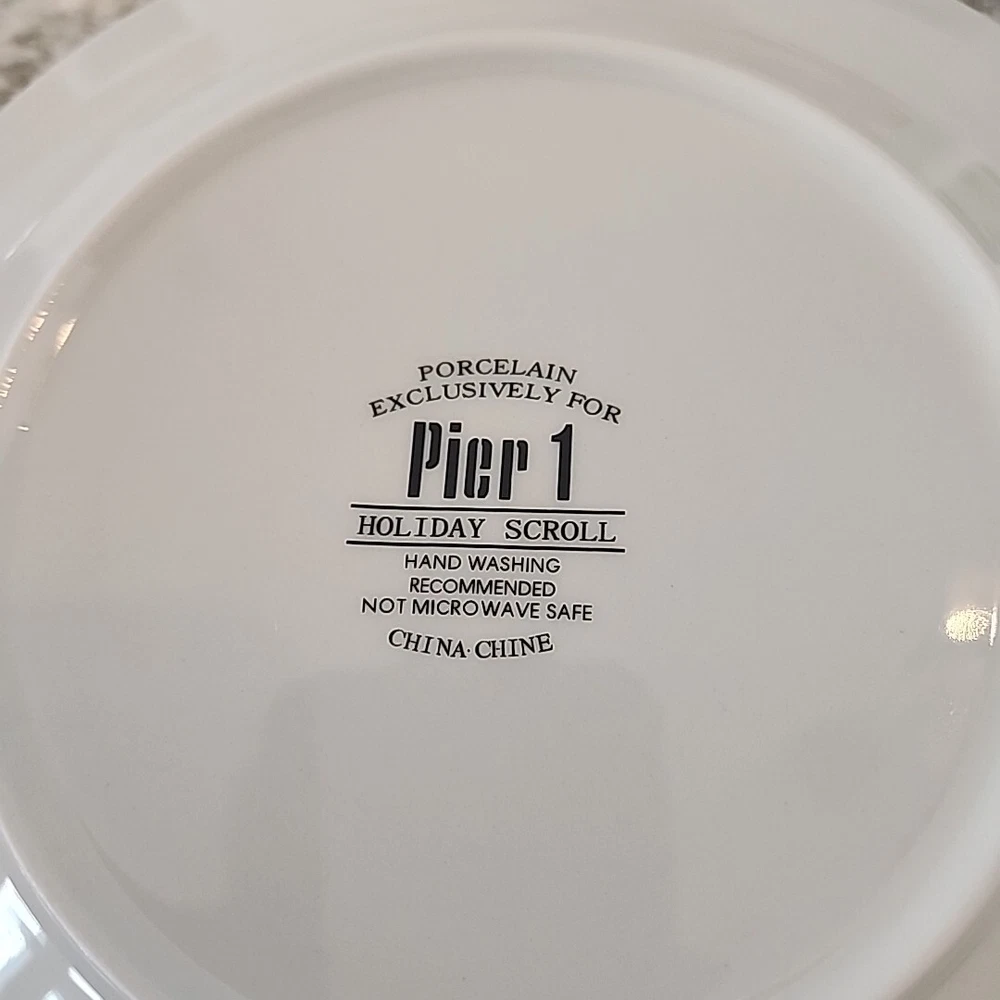 PORCELAIN
EXCLUSIVELY FOR
Pier 1
HOLIDAY SCROLL
HAND WASHING
RECOMMENDED
NOT MICROWAVE SAFE
CHINA·CHINE